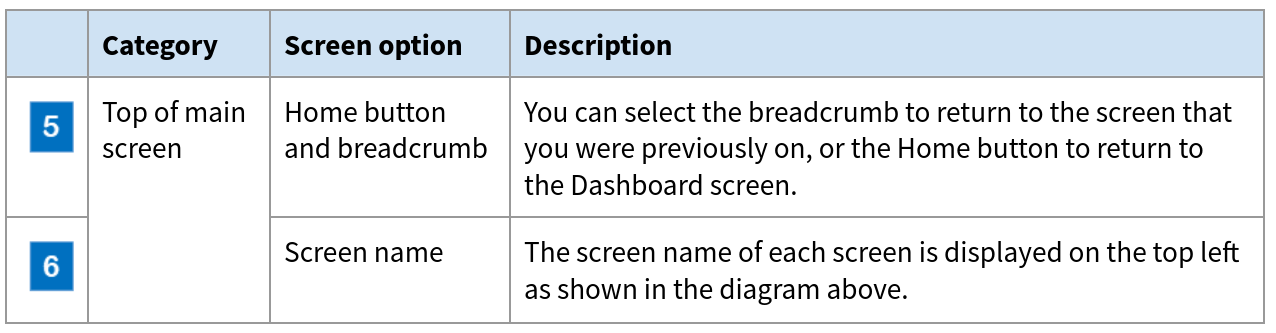 Category Screen option Description
5 Top of main Home button You can select the breadcrumb to return to the screen that
screen and breadcrumb you were previously on, or the Home button to return to
the Dashboard screen.
6 Screen name The screen name of each screen is displayed on the top left
as shown in the diagram above.